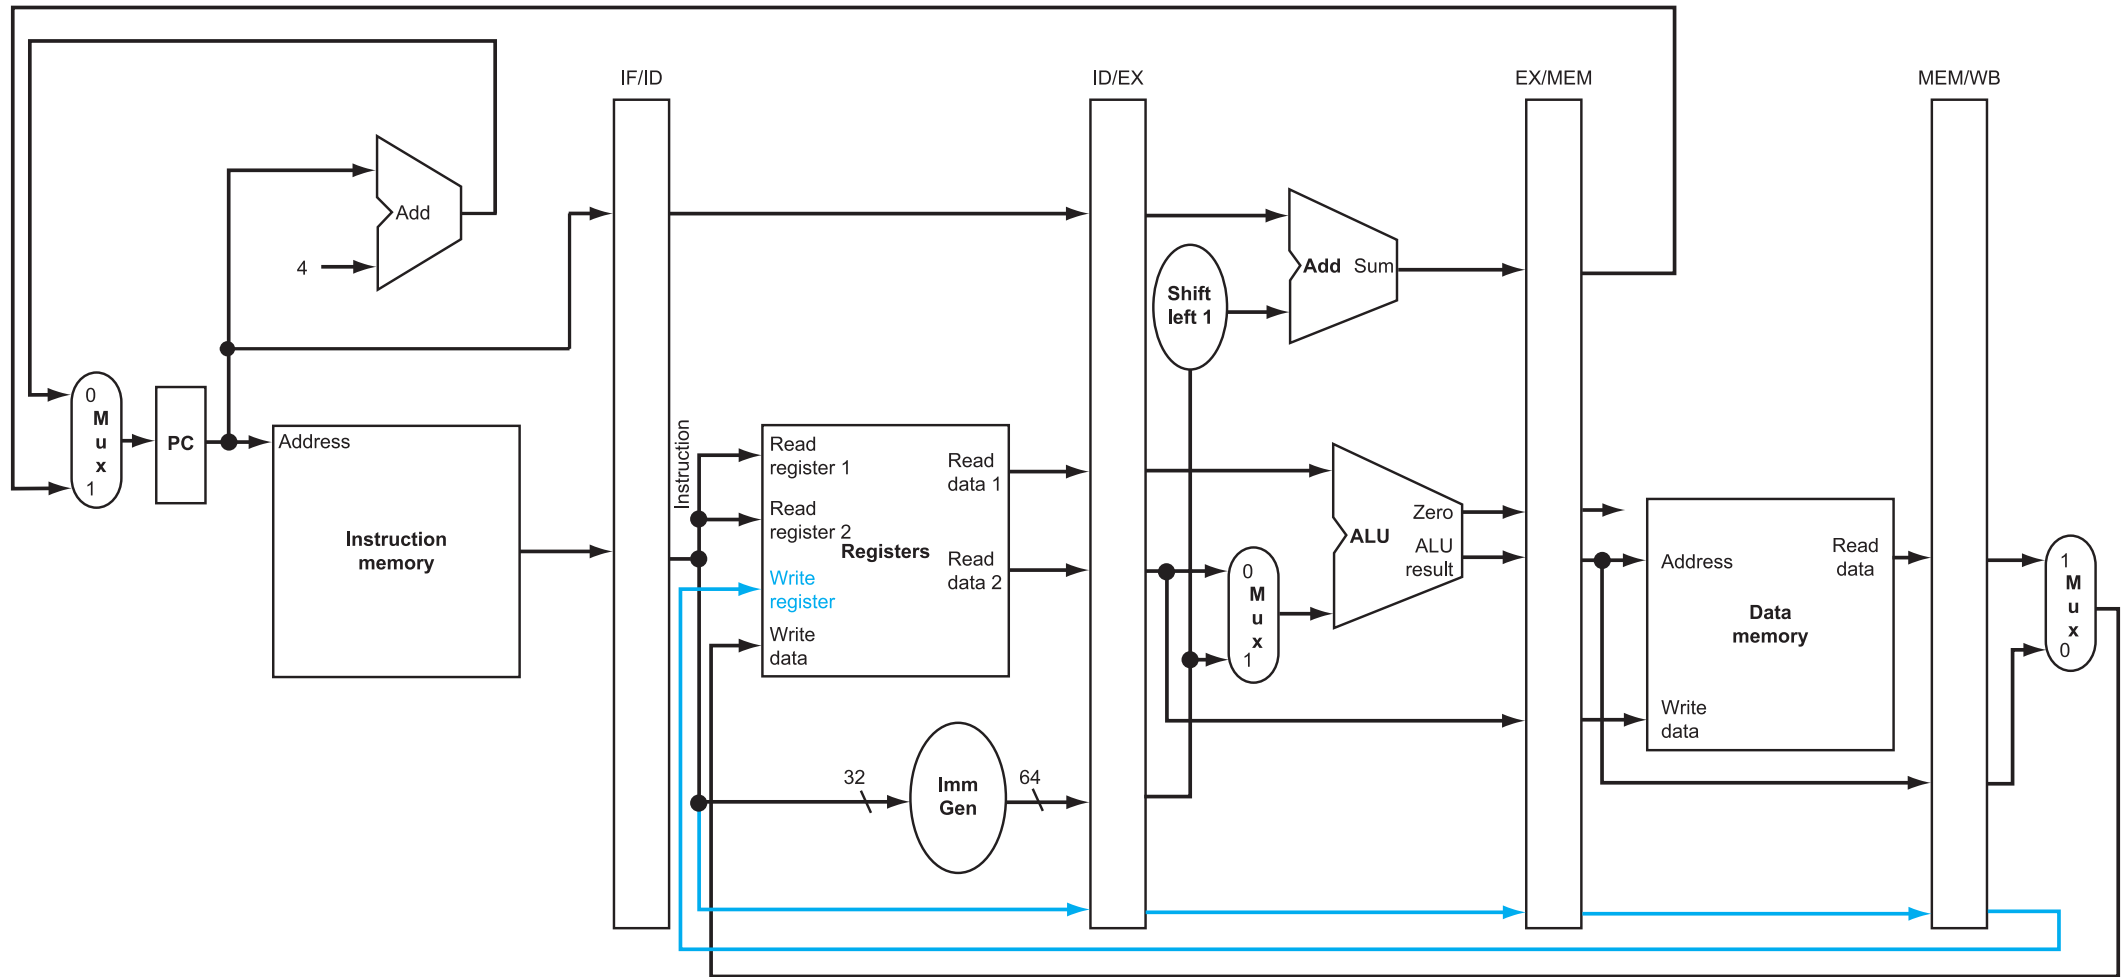 IF/ID
ID/EX
EX/MEM
MEM/WB
Add
4
Add Sum
Shift
left 1
0
M
u
x
1
PC
Address
Instruction
memory
Instruction
Read
register 1
Read
register 2
Write
register
Write
data
Registers
Read
data 1
Read
data 2
32
Imm
Gen
64
0
M
u
x
1
Zero
ALU
ALU
result
Address
Write
data
Data
memory
Read
data
1
M
u
x
0